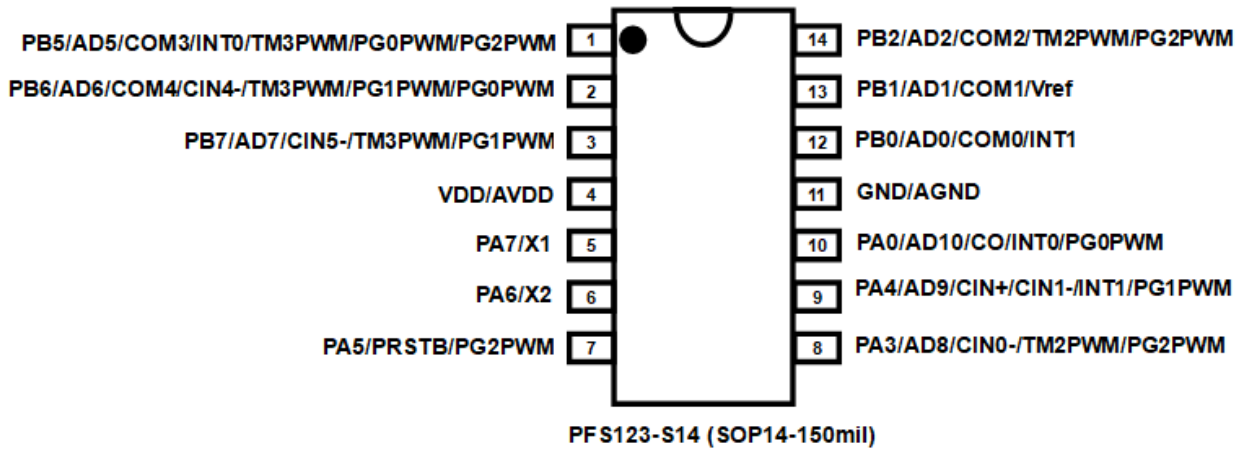 PB5/AD5/COM3/INT0/TM3PWM/PG0PWM/PG2PWM 1 14 PB2/AD2/COM2/TM2PWM/PG2PWM
PB6/AD6/COM4/CIN4-/TM3PWM/PG1PWM/PG0PWM 2 13 PB1/AD1/COM1/Vref
PB7/AD7/CIN5-/TM3PWM/PG1PWM 3 12 PB0/AD0/COM0/INT1
VDD/AVDD 4 11 GND/AGND
PA7/X1 5 10 PA0/AD10/CO/INT0/PG0PWM
PA6/X2 6 9 PA4/AD9/CIN+/CIN1-/INT1/PG1PWM
PA5/PRSTB/PG2PWM 7 8 PA3/AD8/CIN0-/TM2PWM/PG2PWM
PFS123-S14 (SOP14-150mil)